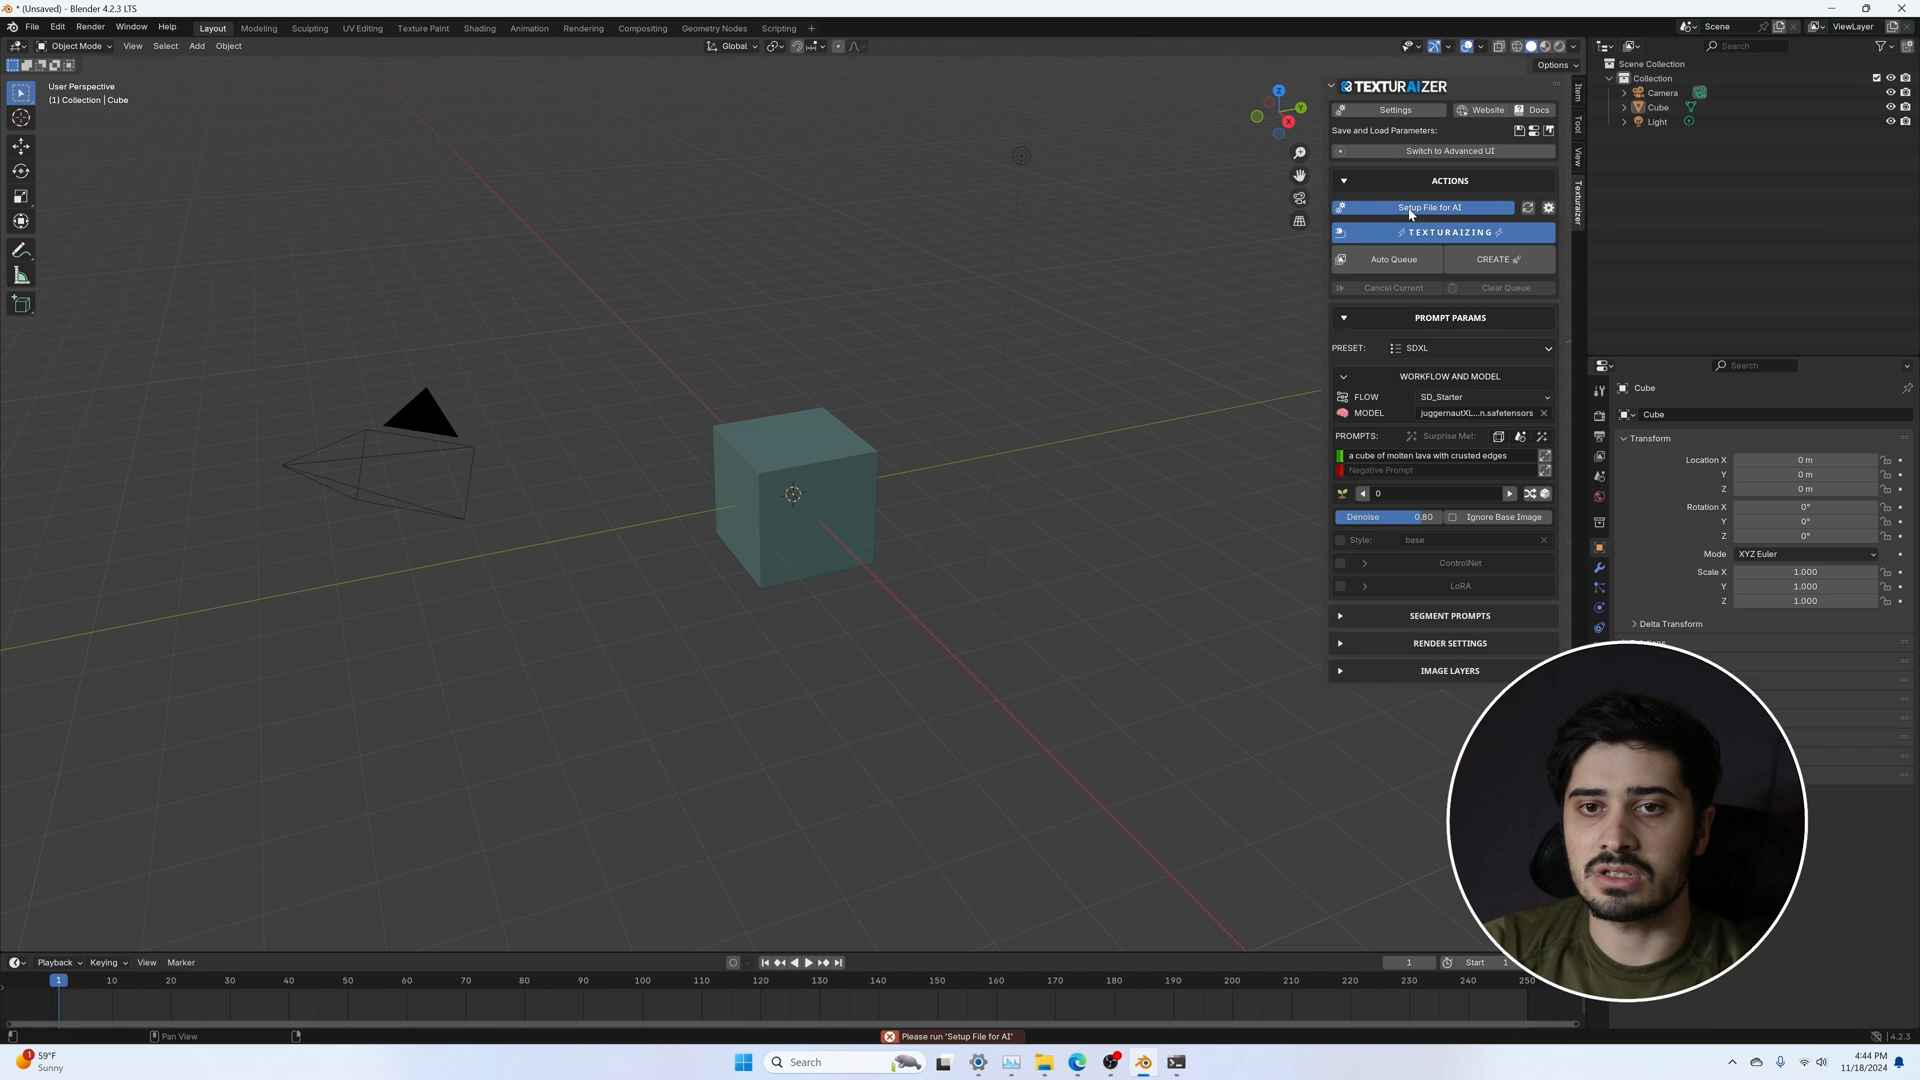 * (Unsaved) - Blender 4.2.3 LTS
File Edit Render Window Help
Layout Modeling Sculpting UV Editing Texture Paint Shading Animation Rendering Compositing Geometry Nodes Scripting +
Scene
ViewLayer
Object Mode View Select Add Object
Global
Search
Options
User Perspective
(1) Collection | Cube
Z
Y
X
TEXTURAIZER
Settings Website Docs
Save and Load Parameters:
Switch to Advanced UI
ACTIONS
Setup File for AI
TEXTURAIZING
Auto Queue CREATE
Cancel Current Clear Queue
PROMPT PARAMS
PRESET: SDXL
WORKFLOW AND MODEL
FLOW SD_Starter
MODEL juggernautXL...n.safetensors
PROMPTS: Surprise Me!:
a cube of molten lava with crusted edges
Negative Prompt
0
Denoise 0.80 Ignore Base Image
Style: base
ControlNet
LoRA
SEGMENT PROMPTS
RENDER SETTINGS
IMAGE LAYERS
Item
Tool
View
Texturaizer
Scene Collection
Collection
Camera
Cube
Light
Search
Cube
Cube
Transform
Location X 0 m
Y 0 m
Z 0 m
Rotation X 0°
Y 0°
Z 0°
Mode XYZ Euler
Scale X 1.000
Y 1.000
Z 1.000
Delta Transform
Playback Keying View Marker
1 Start 1
1 10 20 30 40 50 60 70 80 90 100 110 120 130 140 150 160 170 180 190 200 210 220 230 240 250
Pan View
Please run 'Setup File for AI'
4.2.3
1
59°F
Sunny
Search
4:44 PM
11/18/2024